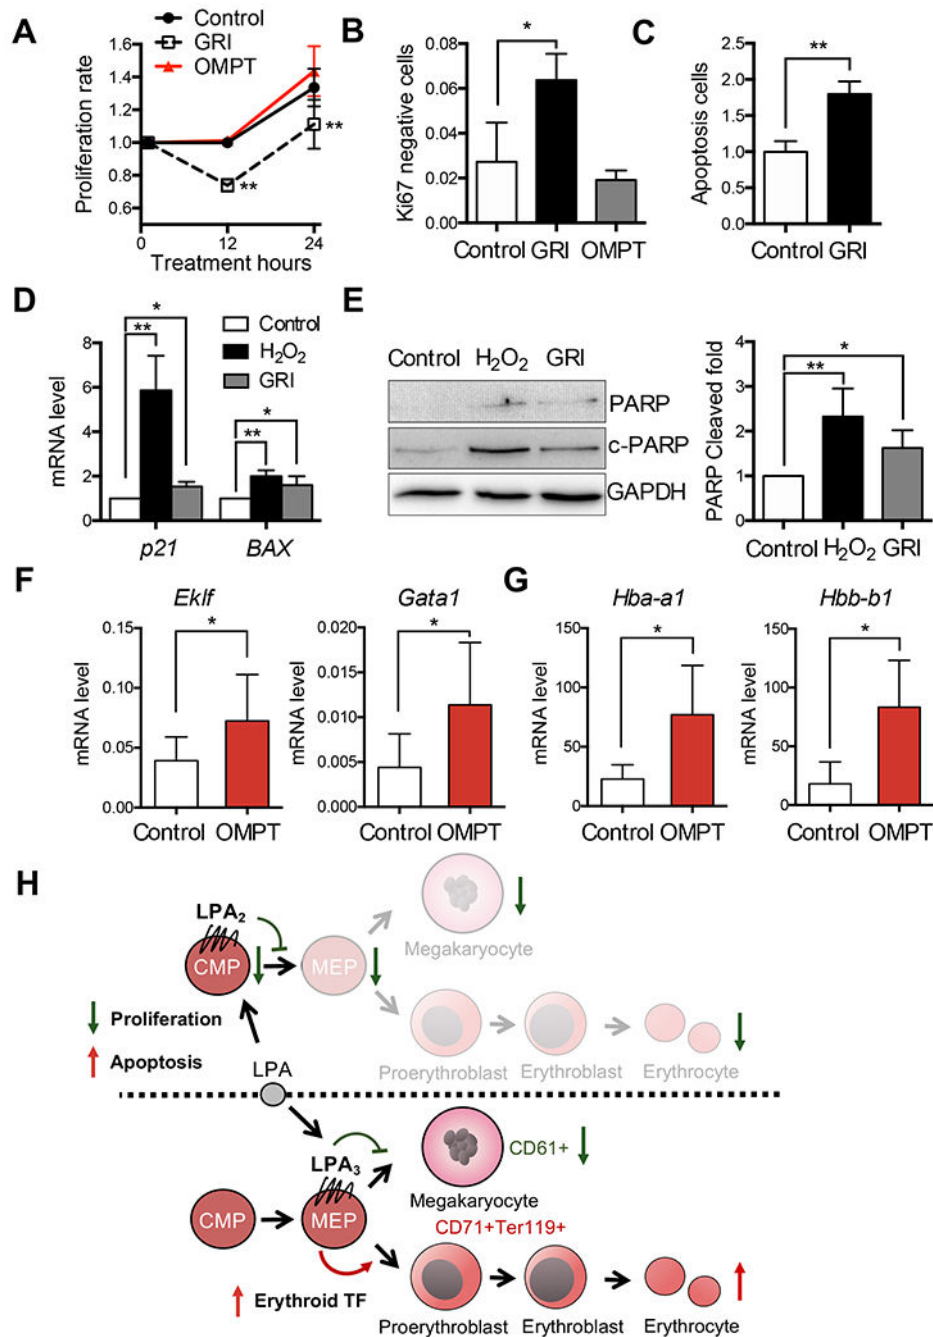 A
Control
GRI
OMPT
Proliferation rate
1.6
1.4
1.2
1.0
0.8
0.6
**
**
0
12
24
Treatment hours
B
Ki67 negative cells
0.08
0.06
0.04
0.02
0.00
*
Control GRI OMPT
C
Apoptosis cells
2.5
2.0
1.5
1.0
0.5
0.0
**
Control GRI
D
Control
H₂O₂
GRI
mRNA level
8
6
4
2
0
*
**
*
**
p21
BAX
E
Control H₂O₂ GRI
PARP
c-PARP
GAPDH
PARP Cleaved fold
4
3
2
1
0
*
**
Control H₂O₂ GRI
F
Eklf
mRNA level
0.15
0.10
0.05
0.00
*
Control OMPT
Gata1
mRNA level
0.020
0.015
0.010
0.005
0.000
*
Control OMPT
G
Hba-a1
mRNA level
150
100
50
0
*
Control OMPT
Hbb-b1
mRNA level
150
100
50
0
*
Control OMPT
H
LPA₂
CMP
MEP
Megakaryocyte
Proliferation
Apoptosis
LPA
Proerythroblast
Erythroblast
Erythrocyte
LPA₃
CD61+
CMP
MEP
Megakaryocyte
CD71+Ter119+
Erythroid TF
Proerythroblast
Erythroblast
Erythrocyte